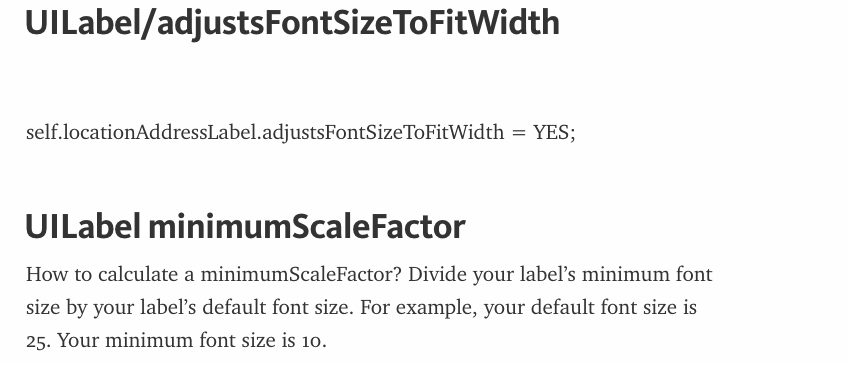 UILabel/adjustsFontSizeToFitWidth
self.locationAddressLabel.adjustsFontSizeToFitWidth = YES;
UILabel minimumScaleFactor
How to calculate a minimumScaleFactor? Divide your label’s minimum font
size by your label’s default font size. For example, your default font size is
25. Your minimum font size is 10.